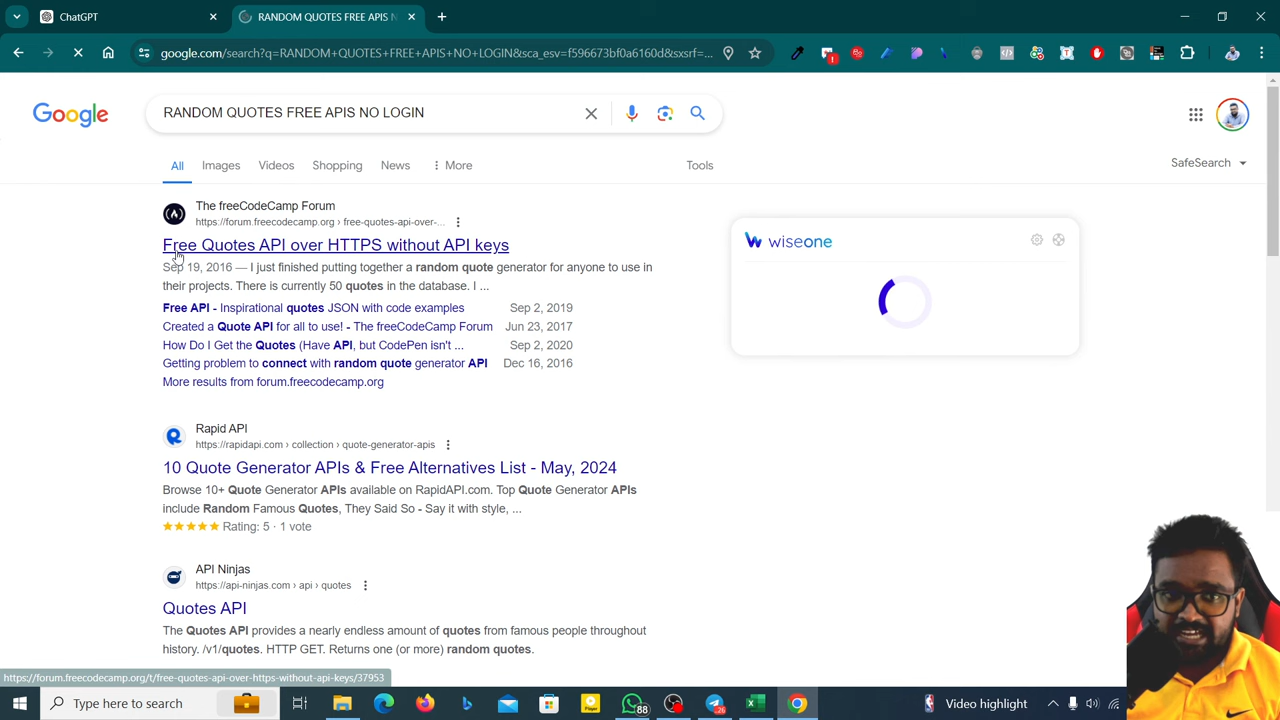 ChatGPT
RANDOM QUOTES FREE APIS N
google.com/search?q=RANDOM+QUOTES+FREE+APIS+NO+LOGIN&sca_esv=f596673bf0a6160d&sxsrf=...
Google
RANDOM QUOTES FREE APIS NO LOGIN
All
Images
Videos
Shopping
News
More
Tools
SafeSearch
The freeCodeCamp Forum
https://forum.freecodecamp.org › free-quotes-api-over-...
Free Quotes API over HTTPS without API keys
Sep 19, 2016 — I just finished putting together a random quote generator for anyone to use in
their projects. There is currently 50 quotes in the database. I ...
Free API - Inspirational quotes JSON with code examples Sep 2, 2019
Created a Quote API for all to use! - The freeCodeCamp Forum Jun 23, 2017
How Do I Get the Quotes (Have API, but CodePen isn't ... Sep 2, 2020
Getting problem to connect with random quote generator API Dec 16, 2016
More results from forum.freecodecamp.org
wiseone
Rapid API
https://rapidapi.com › collection › quote-generator-apis
10 Quote Generator APIs & Free Alternatives List - May, 2024
Browse 10+ Quote Generator APIs available on RapidAPI.com. Top Quote Generator APIs
include Random Famous Quotes, They Said So - Say it with style, ...
Rating: 5 · 1 vote
API Ninjas
https://api-ninjas.com › api › quotes
Quotes API
The Quotes API provides a nearly endless amount of quotes from famous people throughout
history. /v1/quotes. HTTP GET. Returns one (or more) random quotes.
https://forum.freecodecamp.org/t/free-quotes-api-over-https-without-api-keys/37953
Type here to search
88
26
Video highlight